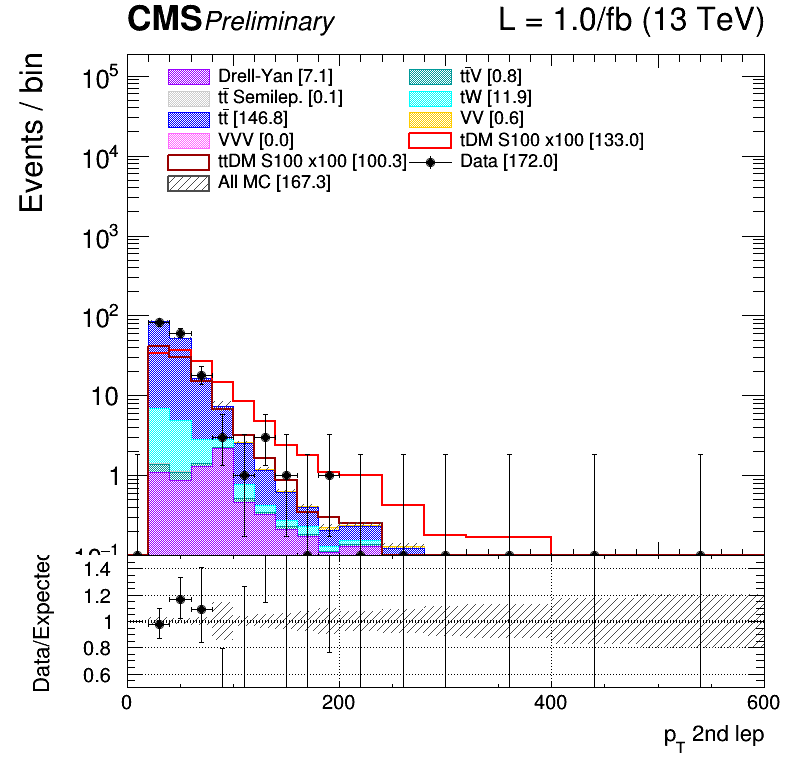 CMS Preliminary L = 1.0/fb (13 TeV)
Events / bin
10⁵
10⁴
10³
10²
10
1
10⁻¹
Drell-Yan [7.1]
tt̄ Semilep. [0.1]
tt̄ [146.8]
VVV [0.0]
ttDM S100 x100 [100.3]
All MC [167.3]
tt̄V [0.8]
tW [11.9]
VV [0.6]
tDM S100 x100 [133.0]
Data [172.0]
Data/Expected
1.4
1.2
1
0.8
0.6
0 200 400 600
p_T 2nd lep